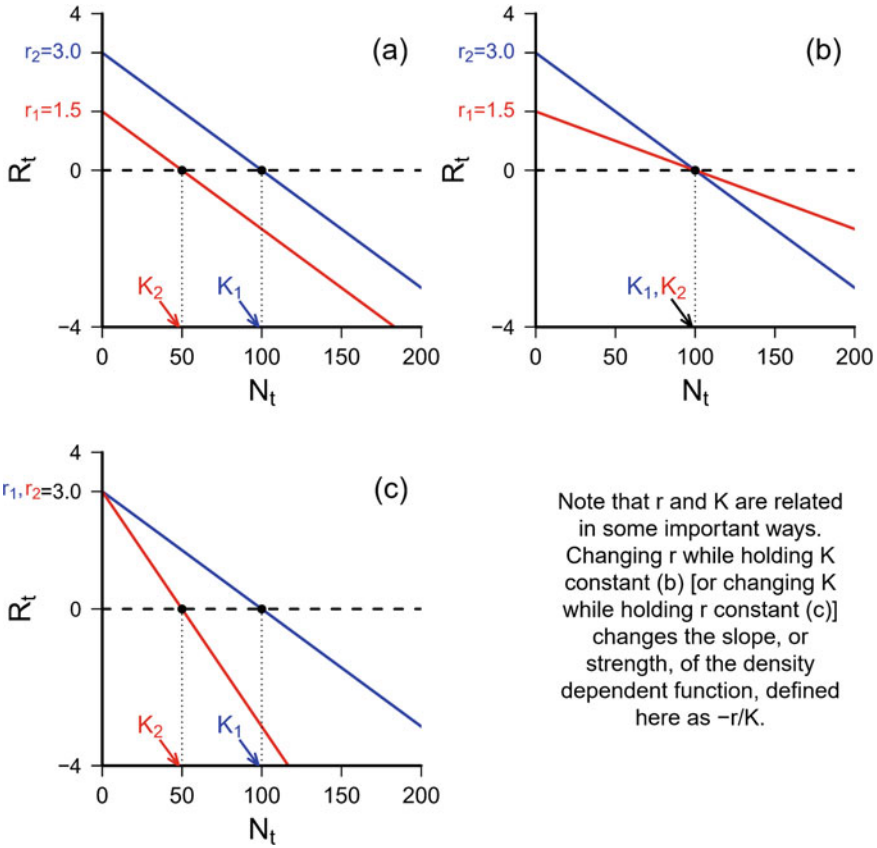 4
(a)
r₂=3.0
r₁=1.5
Rₜ
0
K₂
K₁
−4
0 50 100 150 200
Nₜ
4
(b)
r₂=3.0
r₁=1.5
Rₜ
0
K₁,K₂
−4
0 50 100 150 200
Nₜ
4
(c)
r₁,r₂=3.0
Rₜ
0
K₂
K₁
−4
0 50 100 150 200
Nₜ
Note that r and K are related
in some important ways.
Changing r while holding K
constant (b) [or changing K
while holding r constant (c)]
changes the slope, or
strength, of the density
dependent function, defined
here as −r/K.